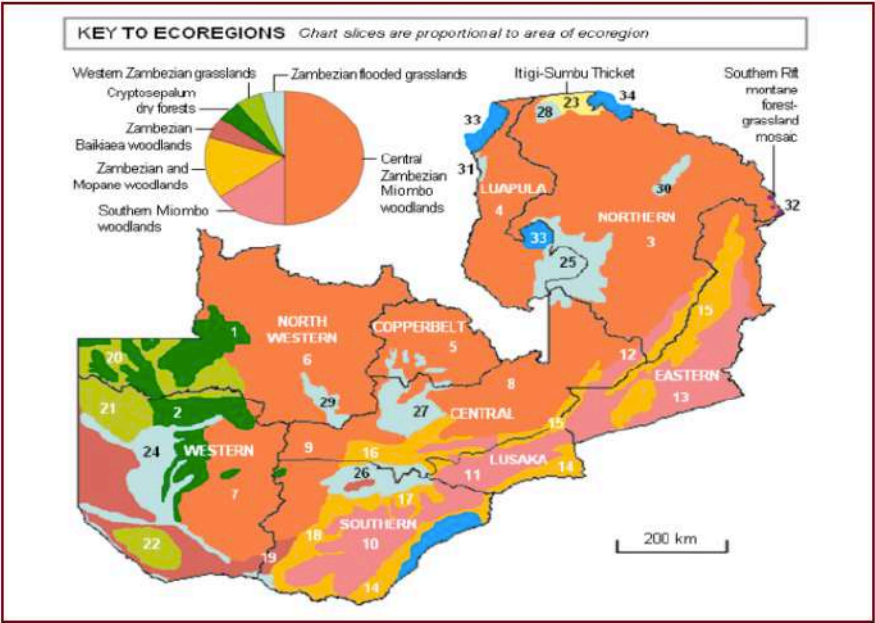 KEY TO ECOREGIONS Chart slices are proportional to area of ecoregion
Western Zambezian grasslands
Zambezian flooded grasslands
Cryptosepalum
dry forests
Zambezian
Baikiaea woodlands
Zambezian and
Mopane woodlands
Southern Miombo
woodlands
Central
Zambezian
Miombo
woodlands
Itigi-Sumbu Thicket
Southern Rift
montane
forest-
grassland
mosaic
33
28
23
34
31
LUAPULA
4
30
32
NORTHERN
3
33
25
1
NORTH
WESTERN
6
COPPERBELT
5
15
20
12
EASTERN
13
8
21
2
29
27
CENTRAL
15
24
WESTERN
7
9
16
LUSAKA
11
14
26
17
SOUTHERN
10
18
22
19
14
200 km